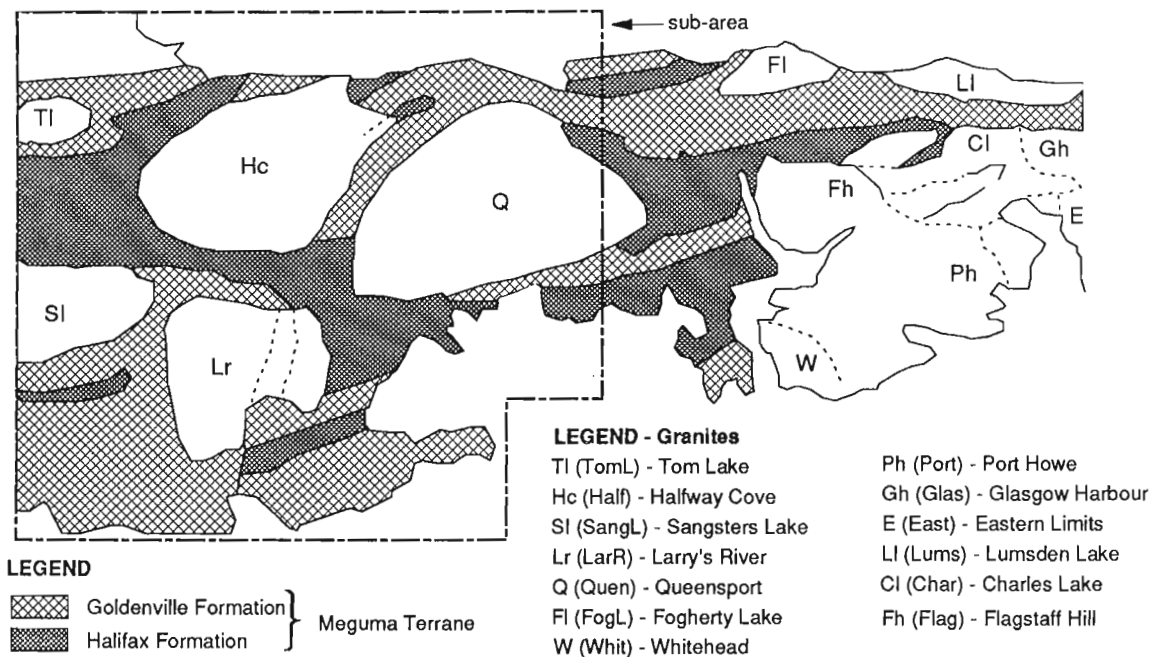 sub-area
Fl
Ll
Tl
Cl
Gh
Hc
Fh
Q
E
Ph
Sl
Lr
W
LEGEND - Granites
Tl (TomL) - Tom Lake
Hc (Half) - Halfway Cove
Sl (SangL) - Sangsters Lake
Lr (LarR) - Larry's River
Q (Quen) - Queensport
Fl (FogL) - Fogherty Lake
W (Whit) - Whitehead
Ph (Port) - Port Howe
Gh (Glas) - Glasgow Harbour
E (East) - Eastern Limits
Ll (Lums) - Lumsden Lake
Cl (Char) - Charles Lake
Fh (Flag) - Flagstaff Hill
LEGEND
Goldenville Formation
Halifax Formation
Meguma Terrane